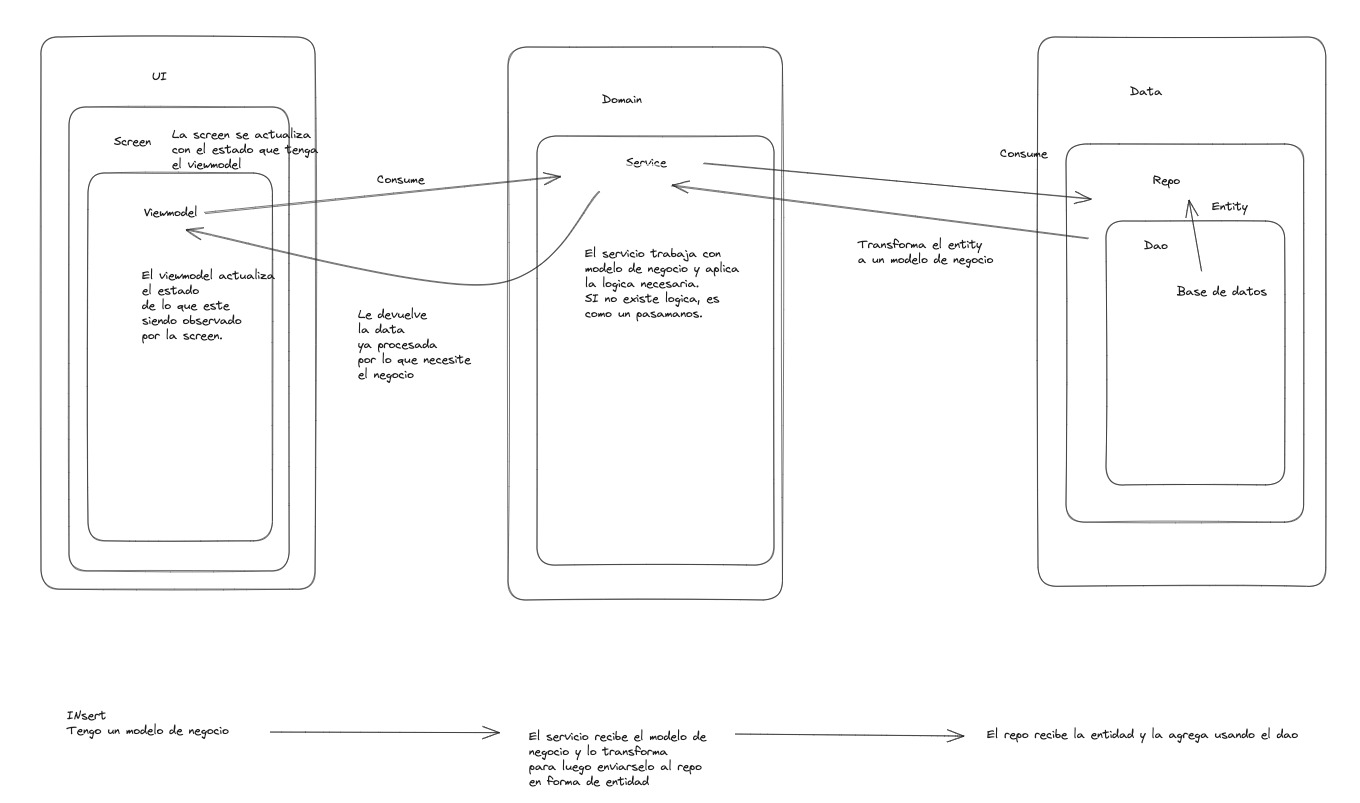 UI
Screen
La screen se actualiza
con el estado que tenga
el viewmodel
Viewmodel
El viewmodel actualiza
el estado
de lo que este
siendo observado
por la screen.
Consume
Le devuelve
la data
ya procesada
por lo que necesite
el negocio
Domain
Service
El servicio trabaja con
modelo de negocio y aplica
la logica necesaria.
SI no existe logica, es
como un pasamanos.
Consume
Transforma el entity
a un modelo de negocio
Data
Repo
Entity
Dao
Base de datos
INsert
Tengo un modelo de negocio
El servicio recibe el modelo de
negocio y lo transforma
para luego enviarselo al repo
en forma de entidad
El repo recibe la entidad y la agrega usando el dao